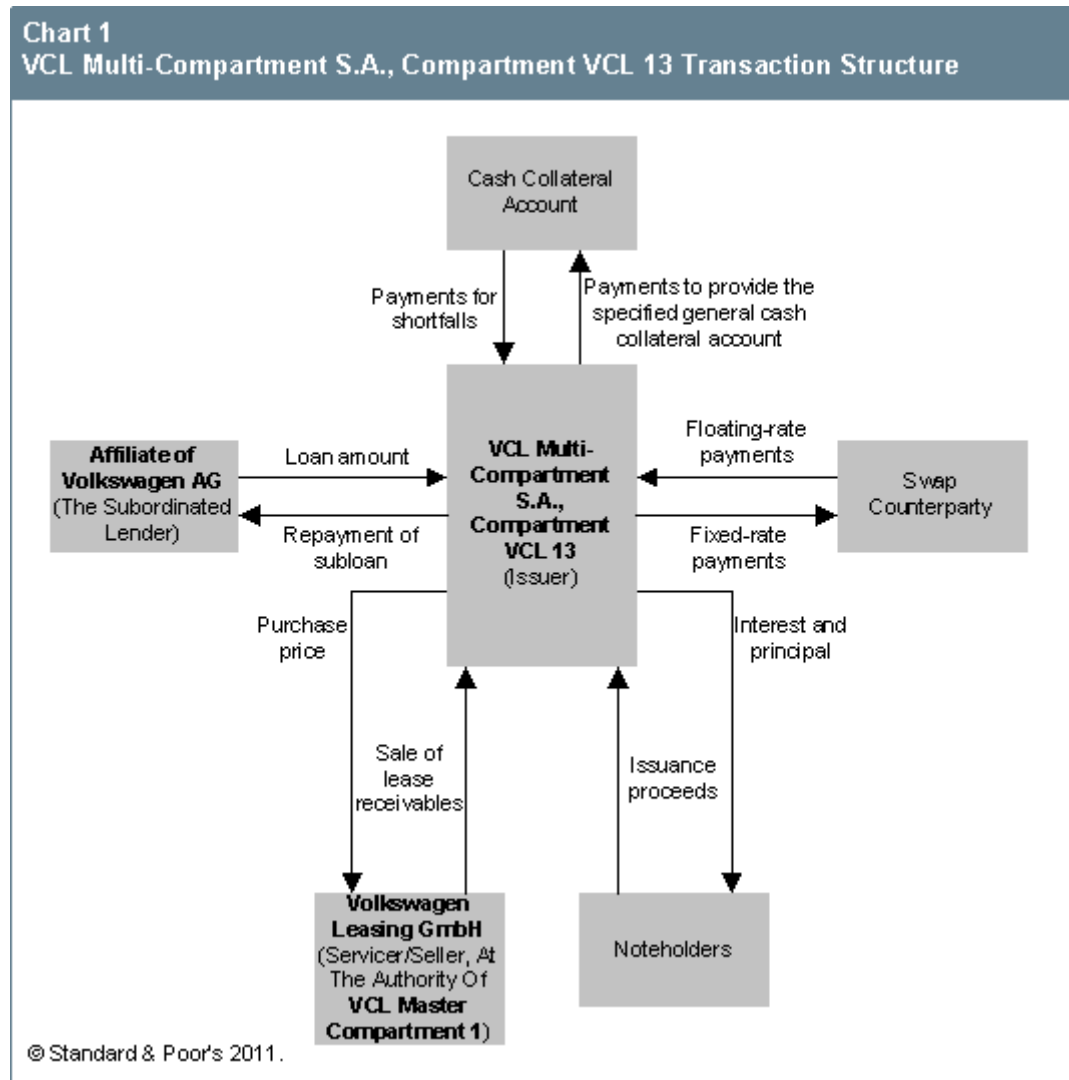 Chart 1
VCL Multi-Compartment S.A., Compartment VCL 13 Transaction Structure
Cash Collateral
Account
Payments for
shortfalls
Payments to provide the
specified general cash
collateral account
Affiliate of
Volkswagen AG
(The Subordinated
Lender)
Loan amount
Repayment of
subloan
VCL Multi-
Compartment
S.A.,
Compartment
VCL 13
(Issuer)
Floating-rate
payments
Fixed-rate
payments
Swap
Counterparty
Purchase
price
Sale of
lease
receivables
Issuance
proceeds
Interest and
principal
Volkswagen
Leasing GmbH
(Servicer/Seller, At
The Authority Of
VCL Master
Compartment 1)
Noteholders
© Standard & Poor's 2011.